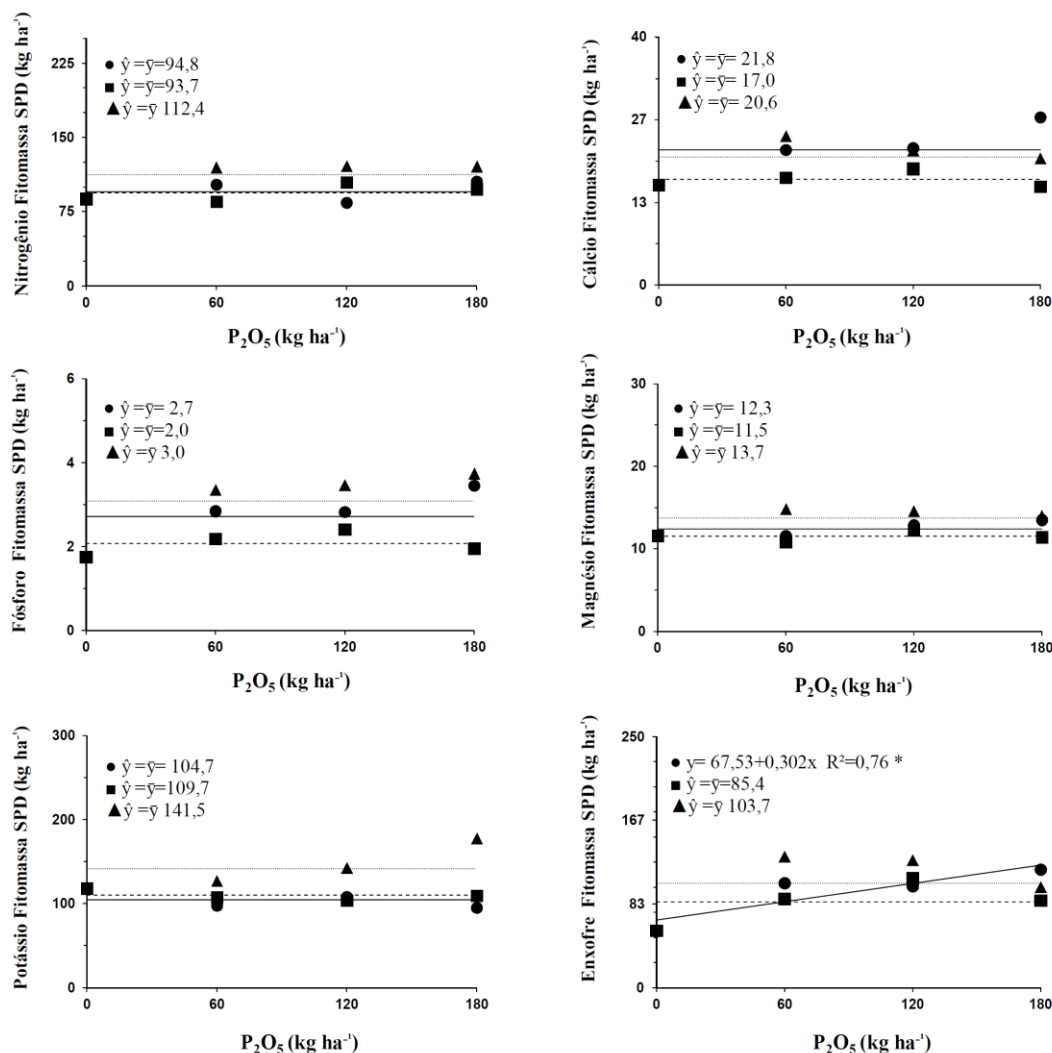 Nitrogênio Fitomassa SPD (kg ha⁻¹)
225
150
75
0
● ŷ =ȳ=94,8
■ ŷ =ȳ=93,7
▲ ŷ =ȳ 112,4
0 60 120 180
P₂O₅ (kg ha⁻¹)
Cálcio Fitomassa SPD (kg ha⁻¹)
40
27
13
0
● ŷ =ȳ= 21,8
■ ŷ =ȳ= 17,0
▲ ŷ =ȳ= 20,6
0 60 120 180
P₂O₅ (kg ha⁻¹)
Fósforo Fitomassa SPD (kg ha⁻¹)
6
4
2
0
● ŷ =ȳ= 2,7
■ ŷ =ȳ=2,0
▲ ŷ =ȳ 3,0
0 60 120 180
P₂O₅ (kg ha⁻¹)
Magnésio Fitomassa SPD (kg ha⁻¹)
30
20
10
0
● ŷ =ȳ= 12,3
■ ŷ =ȳ=11,5
▲ ŷ =ȳ 13,7
0 60 120 180
P₂O₅ (kg ha⁻¹)
Potássio Fitomassa SPD (kg ha⁻¹)
300
200
100
0
● ŷ =ȳ= 104,7
■ ŷ =ȳ=109,7
▲ ŷ =ȳ 141,5
0 60 120 180
P₂O₅ (kg ha⁻¹)
Enxofre Fitomassa SPD (kg ha⁻¹)
250
167
83
0
● y= 67,53+0,302x R²=0,76 *
■ ŷ =ȳ=85,4
▲ ŷ =ȳ 103,7
0 60 120 180
P₂O₅ (kg ha⁻¹)